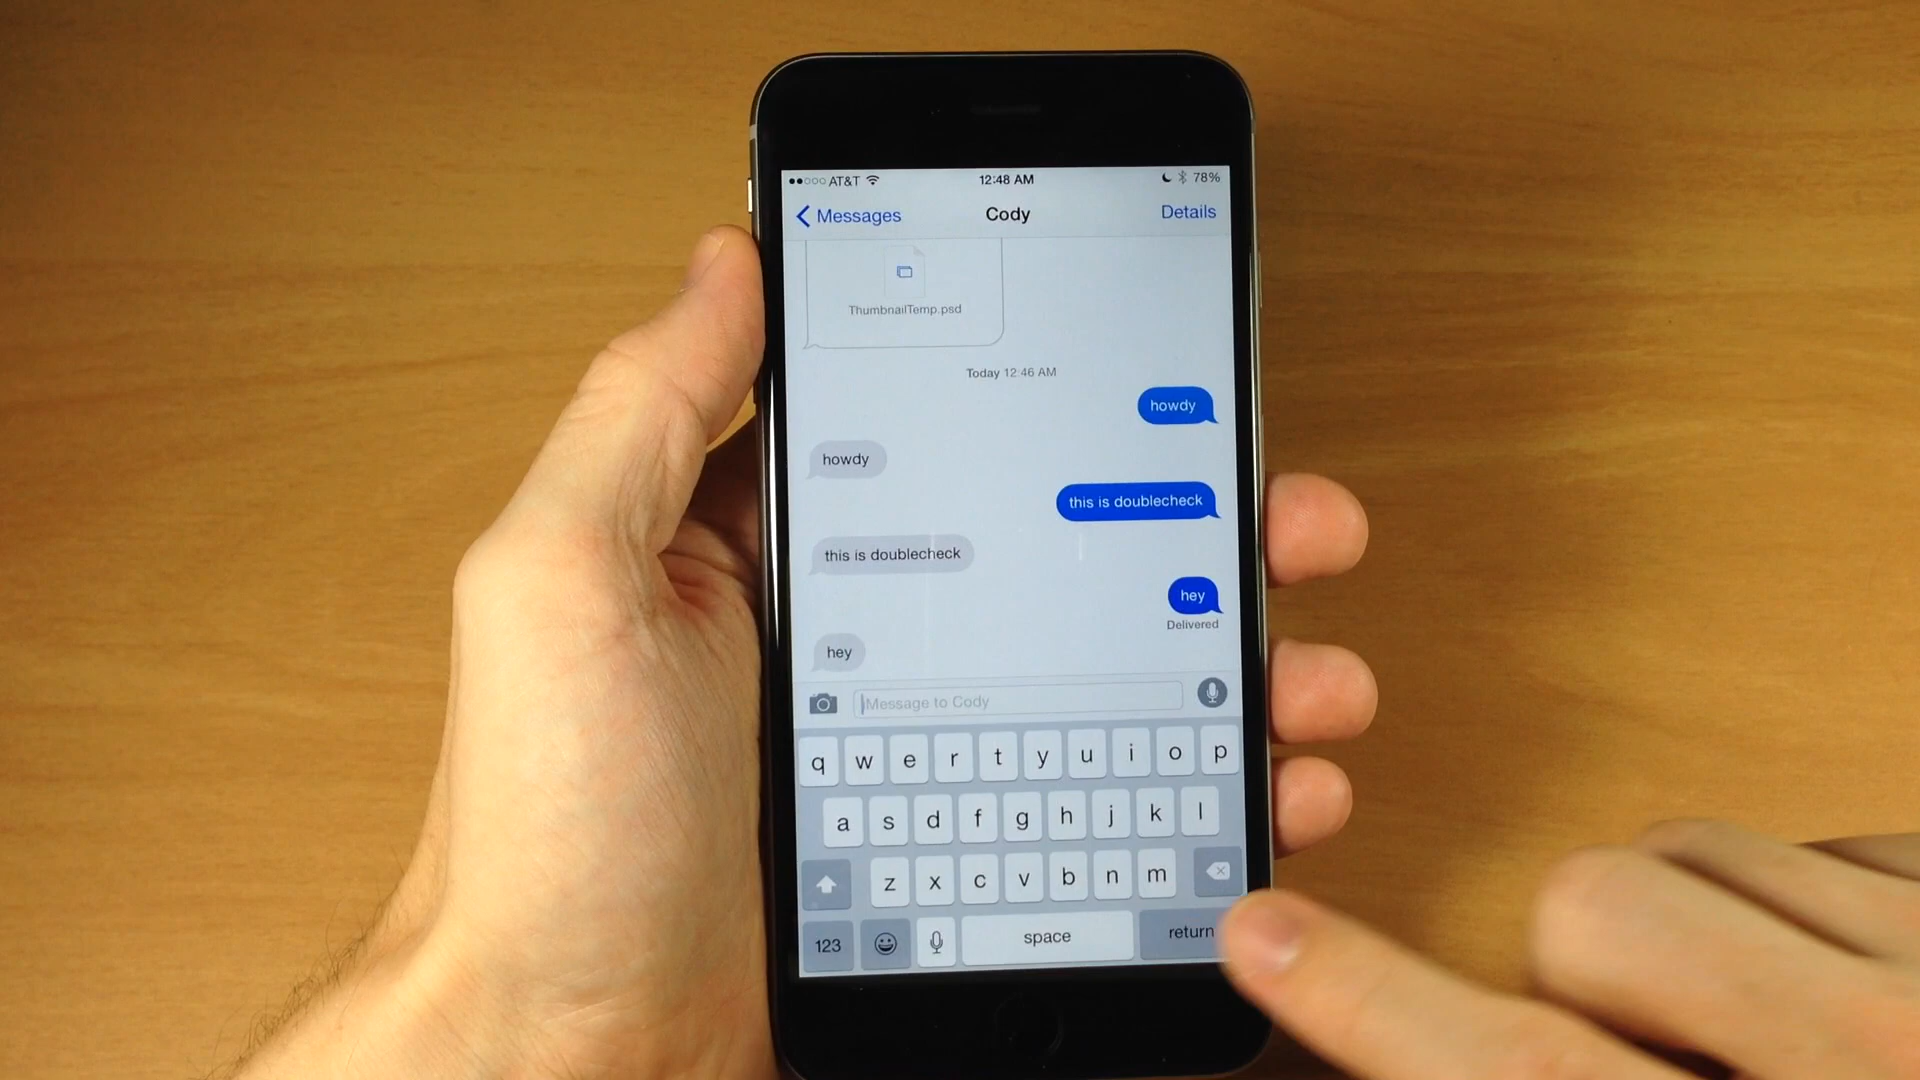 AT&T 12:48 AM 78%
Messages Cody Details
ThumbnailTemp.psd
Today 12:46 AM
howdy
howdy
this is doublecheck
this is doublecheck
hey
Delivered
hey
Message to Cody
q w e r t y u i o p
a s d f g h j k l
z x c v b n m
123 space return